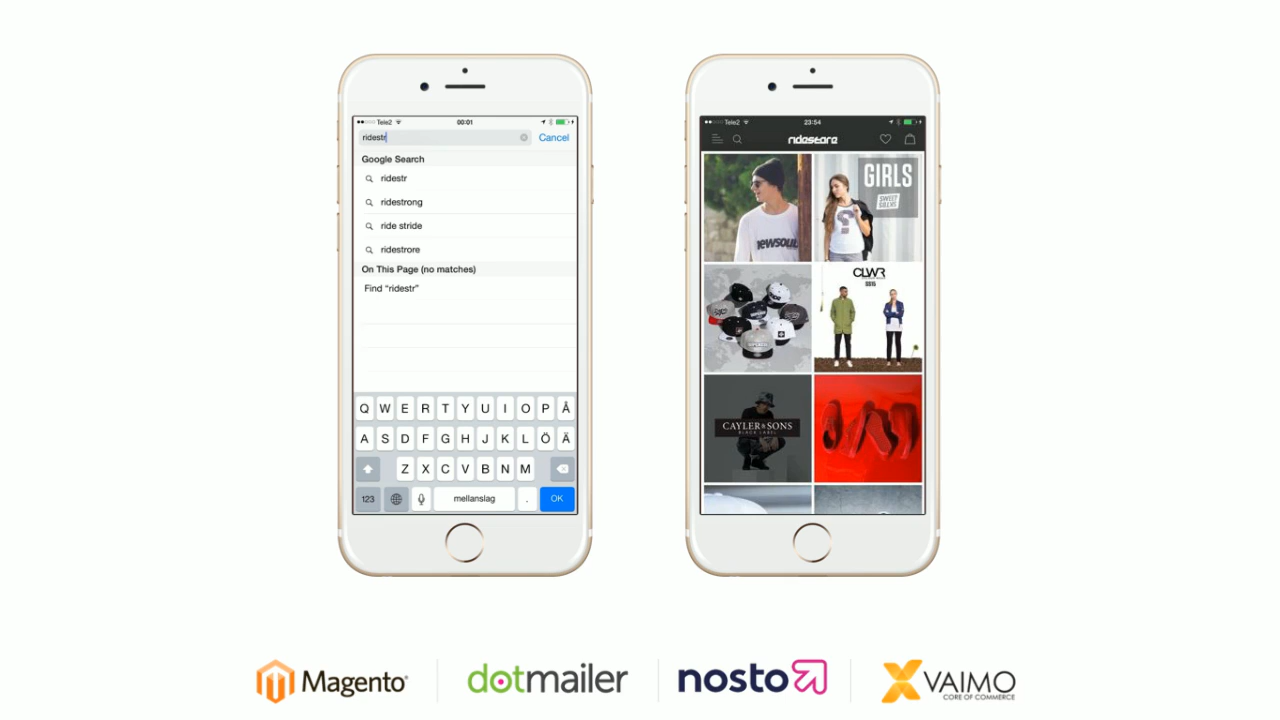 Tele2
00:01
ridestr
Cancel
Google Search
ridestr
ridestrong
ride stride
ridestrore
On This Page (no matches)
Find “ridestr”
Q W E R T Y U I O P Å
A S D F G H J K L Ö Ä
Z X C V B N M
123
mellanslag
.
OK
Tele2
23:54
ridestore
GIRLS
SWEET
SKTBS
NEWSOUL
CLWR
CAYLER & SONS
BLACK LABEL
Magento
dotmailer
nosto
VAIMO
CORE OF COMMERCE